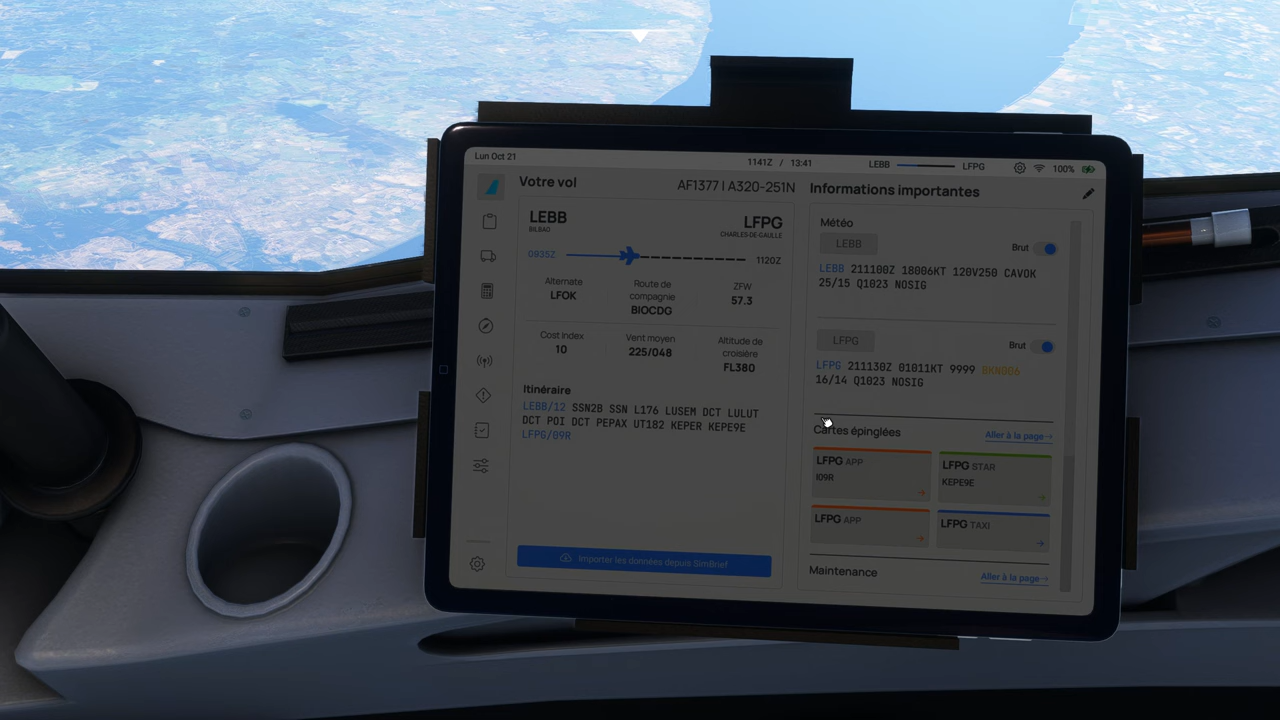 Lun Oct 21
1141Z / 13:41
LEBB
LFPG
100%
Votre vol
AF1377 | A320-251N
LEBB
BILBAO
LFPG
CHARLES-DE-GAULLE
0935Z
1120Z
Alternate
LFOK
Route de
compagnie
BIOCDG
ZFW
57.3
Cost Index
10
Vent moyen
225/048
Altitude de
croisière
FL380
Itinéraire
LEBB/12 SSN2B SSN L176 LUSEM DCT LULUT
DCT POI DCT PEPAX UT182 KEPER KEPE9E
LFPG/09R
Importer les données depuis SimBrief
Informations importantes
Météo
LEBB
Brut
LEBB 211100Z 18006KT 120V250 CAVOK
25/15 Q1023 NOSIG
LFPG
Brut
LFPG 211130Z 01011KT 9999 BKN006
16/14 Q1023 NOSIG
Cartes épinglées
Aller à la page
LFPG APP
I09R
LFPG STAR
KEPE9E
LFPG APP
LFPG TAXI
Maintenance
Aller à la page